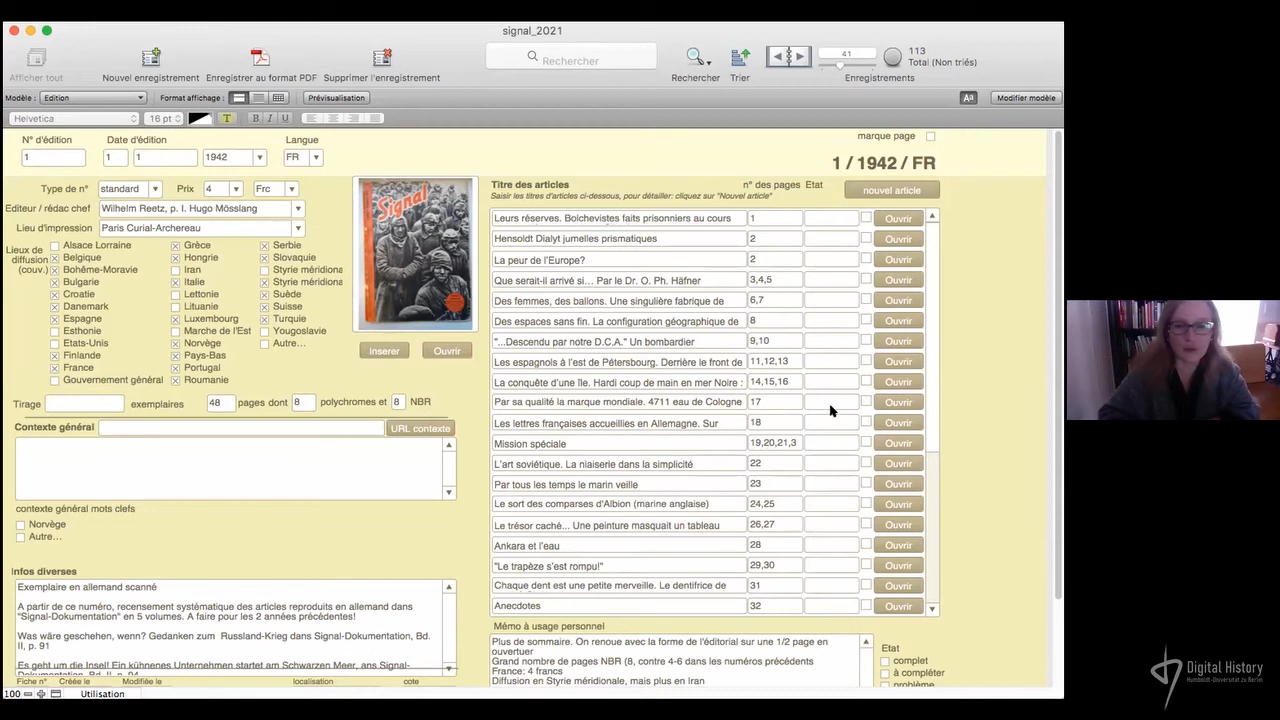 signal_2021
Afficher tout
Nouvel enregistrement
Enregistrer au format PDF
Supprimer l'enregistrement
Rechercher
Rechercher
Trier
41
Enregistrements
113
Total (Non triés)
Modèle :
Edition
Format affichage :
Prévisualisation
Aa
Modifier modèle
Helvetica
16 pt
T
B I U
N° d'édition
Date d'édition
Langue
marque page
1
1
1
1942
FR
1 / 1942 / FR
Type de n°
standard
Prix
4
Frc
Editeur / rédac chef
Wilhelm Reetz, p. I. Hugo Mösslang
Lieu d'impression
Paris Curial-Archereau
Lieux de
diffusion
(couv.)
Alsace Lorraine
Belgique
Bohême-Moravie
Bulgarie
Croatie
Danemark
Espagne
Esthonie
Etats-Unis
Finlande
France
Gouvernement général
Grèce
Hongrie
Iran
Italie
Lettonie
Lituanie
Luxembourg
Marche de l'Est
Norvège
Pays-Bas
Portugal
Roumanie
Serbie
Slovaquie
Styrie méridiona
Styrie méridiona
Suède
Suisse
Turquie
Yougoslavie
Autre…
Signal
Inserer
Ouvrir
Tirage
exemplaires
48
pages dont
8
polychromes et
8
NBR
Contexte général
URL contexte
contexte général mots clefs
Norvège
Autre…
Infos diverses
Exemplaire en allemand scanné
A partir de ce numéro, recensement systématique des articles reproduits en allemand dans
"Signal-Dokumentation" en 5 volumes. A faire pour les 2 années précédentes!
Was wäre geschehen, wenn? Gedanken zum Russland-Krieg dans Signal-Dokumentation, Bd.
II, p. 91
Es geht um die Insel! Ein kühnenes Unternehmen startet am Schwarzen Meer, ans Signal-
Dokumentation, Bd. II, p. 94
Fiche n°
Créée le
Modifiée le
localisation
cote
Titre des articles
n° des pages
Etat
nouvel article
Saisir les titres d'articles ci-dessous, pour détailer: cliquez sur "Nouvel article"
Leurs réserves. Bolchevistes faits prisonniers au cours 1 Ouvrir
Hensoldt Dialyt jumelles prismatiques 2 Ouvrir
La peur de l'Europe? 2 Ouvrir
Que serait-il arrivé si… Par le Dr. O. Ph. Häfner 3,4,5 Ouvrir
Des femmes, des ballons. Une singulière fabrique de 6,7 Ouvrir
Des espaces sans fin. La configuration géographique de 8 Ouvrir
"...Descendu par notre D.C.A." Un bombardier 9,10 Ouvrir
Les espagnols à l'est de Pétersbourg. Derrière le front de 11,12,13 Ouvrir
La conquête d'une île. Hardi coup de main en mer Noire : 14,15,16 Ouvrir
Par sa qualité la marque mondiale. 4711 eau de Cologne 17 Ouvrir
Les lettres françaises accueillies en Allemagne. Sur 18 Ouvrir
Mission spéciale 19,20,21,3 Ouvrir
L'art soviétique. La niaiserie dans la simplicité 22 Ouvrir
Par tous les temps le marin veille 23 Ouvrir
Le sort des comparses d'Albion (marine anglaise) 24,25 Ouvrir
Le trésor caché... Une peinture masquait un tableau 26,27 Ouvrir
Ankara et l'eau 28 Ouvrir
"Le trapèze s'est rompu!" 29,30 Ouvrir
Chaque dent est une petite merveille. Le dentifrice de 31 Ouvrir
Anecdotes 32 Ouvrir
Mémo à usage personnel
Plus de sommaire. On renoue avec la forme de l'éditorial sur une 1/2 page en
ouvertuer
Grand nombre de pages NBR (8, contre 4-6 dans les numéros précédents
France: 4 francs
Diffusion en Styrie méridionale, mais plus en Iran
Etat
complet
à compléter
problème
100
Utilisation
Digital History
Humboldt-Universität zu Berlin